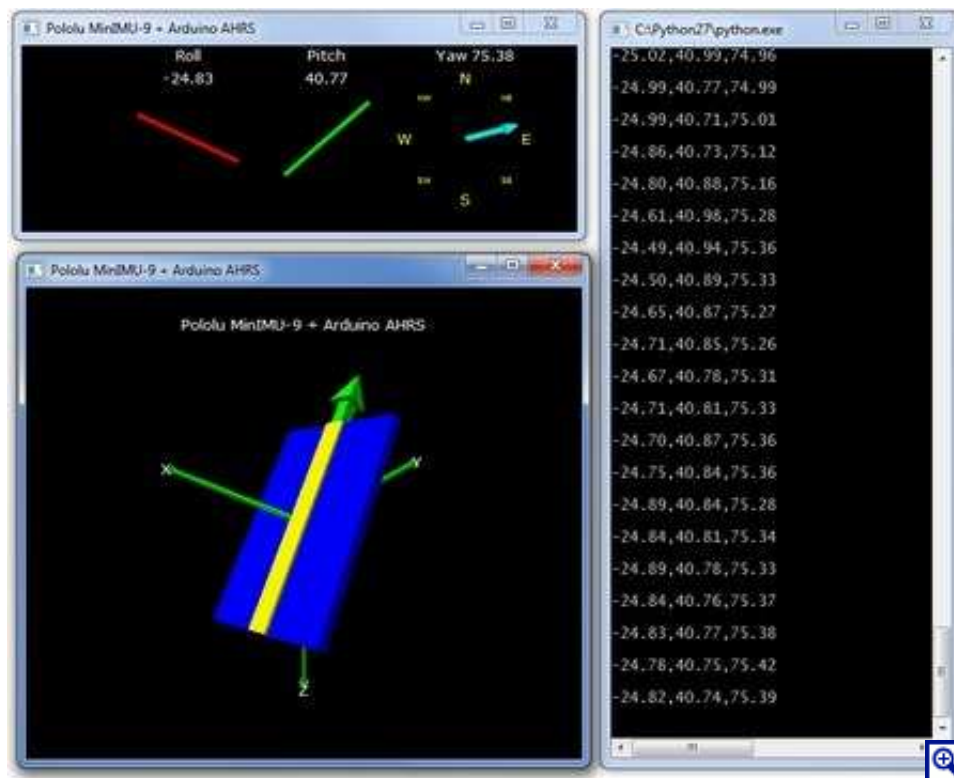 Pololu MinIMU-9 + Arduino AHRS
Roll Pitch Yaw 75.38
-24.83 40.77
N
W E
S
Pololu MinIMU-9 + Arduino AHRS
Pololu MinIMU-9 + Arduino AHRS
X Y
Z
C:\Python27\python.exe
-25.02,40.99,74.96
-24.99,40.77,74.99
-24.99,40.71,75.01
-24.86,40.73,75.12
-24.80,40.88,75.16
-24.61,40.98,75.28
-24.49,40.94,75.36
-24.50,40.89,75.33
-24.65,40.87,75.27
-24.71,40.85,75.26
-24.67,40.78,75.31
-24.71,40.81,75.33
-24.70,40.87,75.36
-24.75,40.84,75.36
-24.89,40.84,75.28
-24.84,40.81,75.34
-24.89,40.78,75.33
-24.84,40.76,75.37
-24.83,40.77,75.38
-24.78,40.75,75.42
-24.82,40.74,75.39